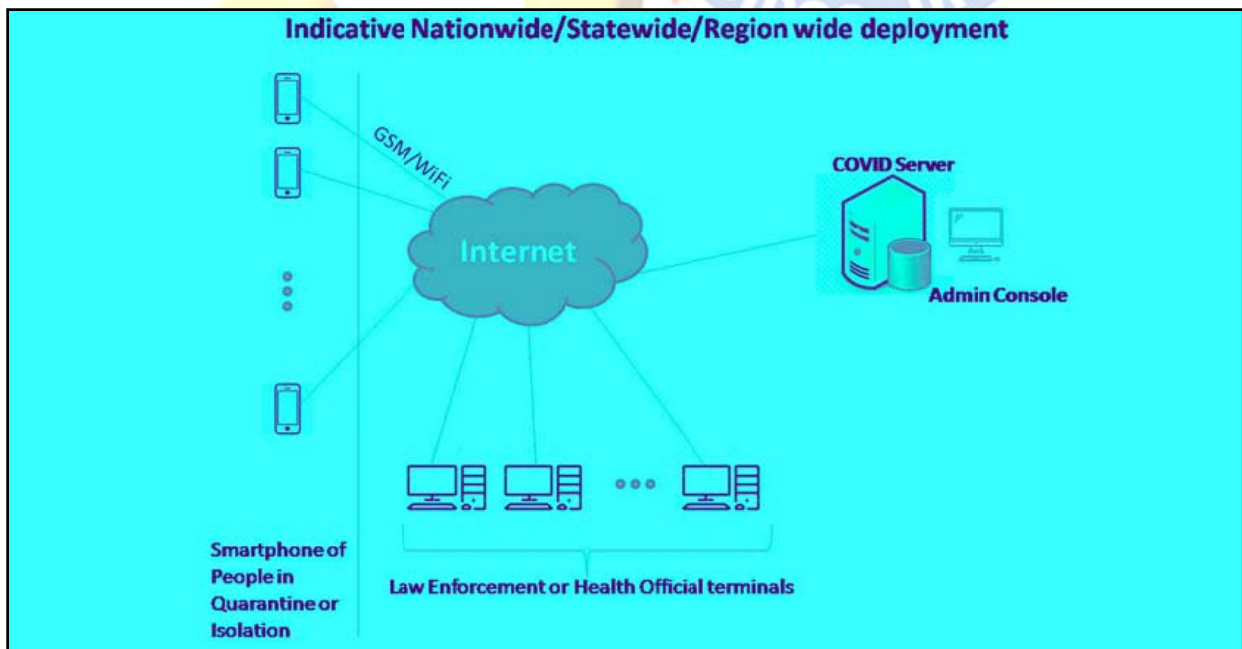 Indicative Nationwide/Statewide/Region wide deployment
GSM/WiFi
COVID Server
Internet
Admin Console
Smartphone of
People in
Quarantine or
Isolation
Law Enforcement or Health Official terminals